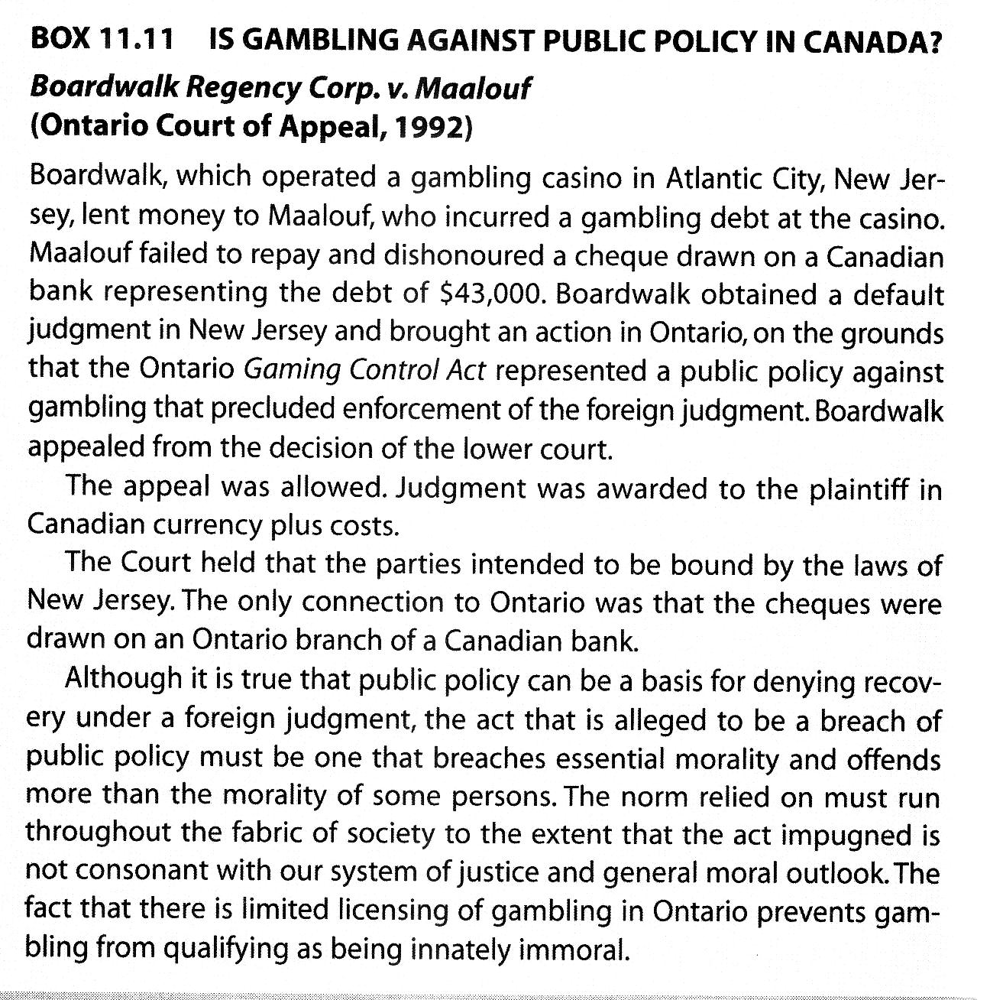 BOX 11.11 IS GAMBLING AGAINST PUBLIC POLICY IN CANADA?
Boardwalk Regency Corp. v. Maalouf
(Ontario Court of Appeal, 1992)
Boardwalk, which operated a gambling casino in Atlantic City, New Jer-
sey, lent money to Maalouf, who incurred a gambling debt at the casino.
Maalouf failed to repay and dishonoured a cheque drawn on a Canadian
bank representing the debt of $43,000. Boardwalk obtained a default
judgment in New Jersey and brought an action in Ontario, on the grounds
that the Ontario Gaming Control Act represented a public policy against
gambling that precluded enforcement of the foreign judgment. Boardwalk
appealed from the decision of the lower court.
The appeal was allowed. Judgment was awarded to the plaintiff in
Canadian currency plus costs.
The Court held that the parties intended to be bound by the laws of
New Jersey. The only connection to Ontario was that the cheques were
drawn on an Ontario branch of a Canadian bank.
Although it is true that public policy can be a basis for denying recov-
ery under a foreign judgment, the act that is alleged to be a breach of
public policy must be one that breaches essential morality and offends
more than the morality of some persons. The norm relied on must run
throughout the fabric of society to the extent that the act impugned is
not consonant with our system of justice and general moral outlook. The
fact that there is limited licensing of gambling in Ontario prevents gam-
bling from qualifying as being innately immoral.